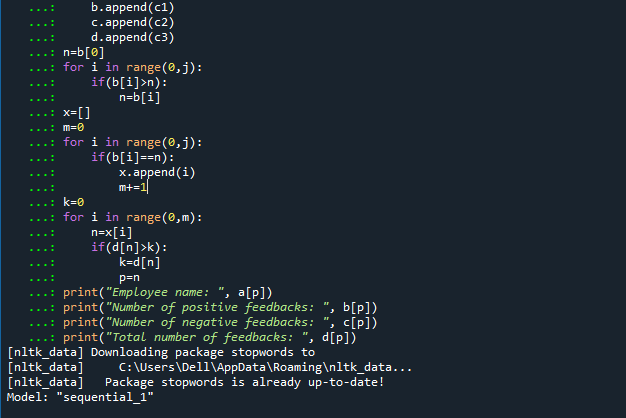 ...:     b.append(c1)
...:     c.append(c2)
...:     d.append(c3)
...: n=b[0]
...: for i in range(0,j):
...:     if(b[i]>n):
...:         n=b[i]
...: x=[]
...: m=0
...: for i in range(0,j):
...:     if(b[i]==n):
...:         x.append(i)
...:         m+=1
...: k=0
...: for i in range(0,m):
...:     n=x[i]
...:     if(d[n]>k):
...:         k=d[n]
...:         p=n
...: print("Employee name: ", a[p])
...: print("Number of positive feedbacks: ", b[p])
...: print("Number of negative feedbacks: ", c[p])
...: print("Total number of feedbacks: ", d[p])
[nltk_data] Downloading package stopwords to
[nltk_data]     C:\Users\Dell\AppData\Roaming\nltk_data...
[nltk_data]   Package stopwords is already up-to-date!
Model: "sequential_1"